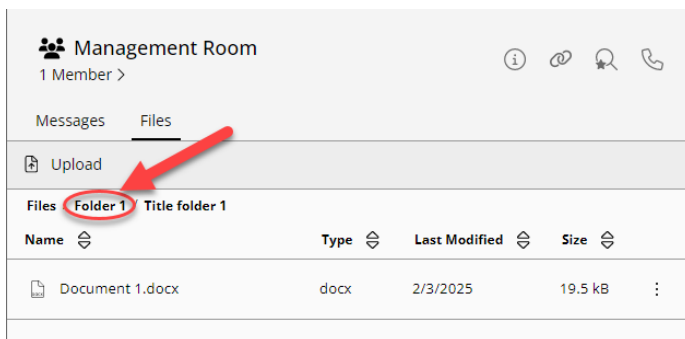 Management Room
1 Member >
Messages Files
Upload
Files / Folder 1 / Title folder 1
Name Type Last Modified Size
Document 1.docx docx 2/3/2025 19.5 kB